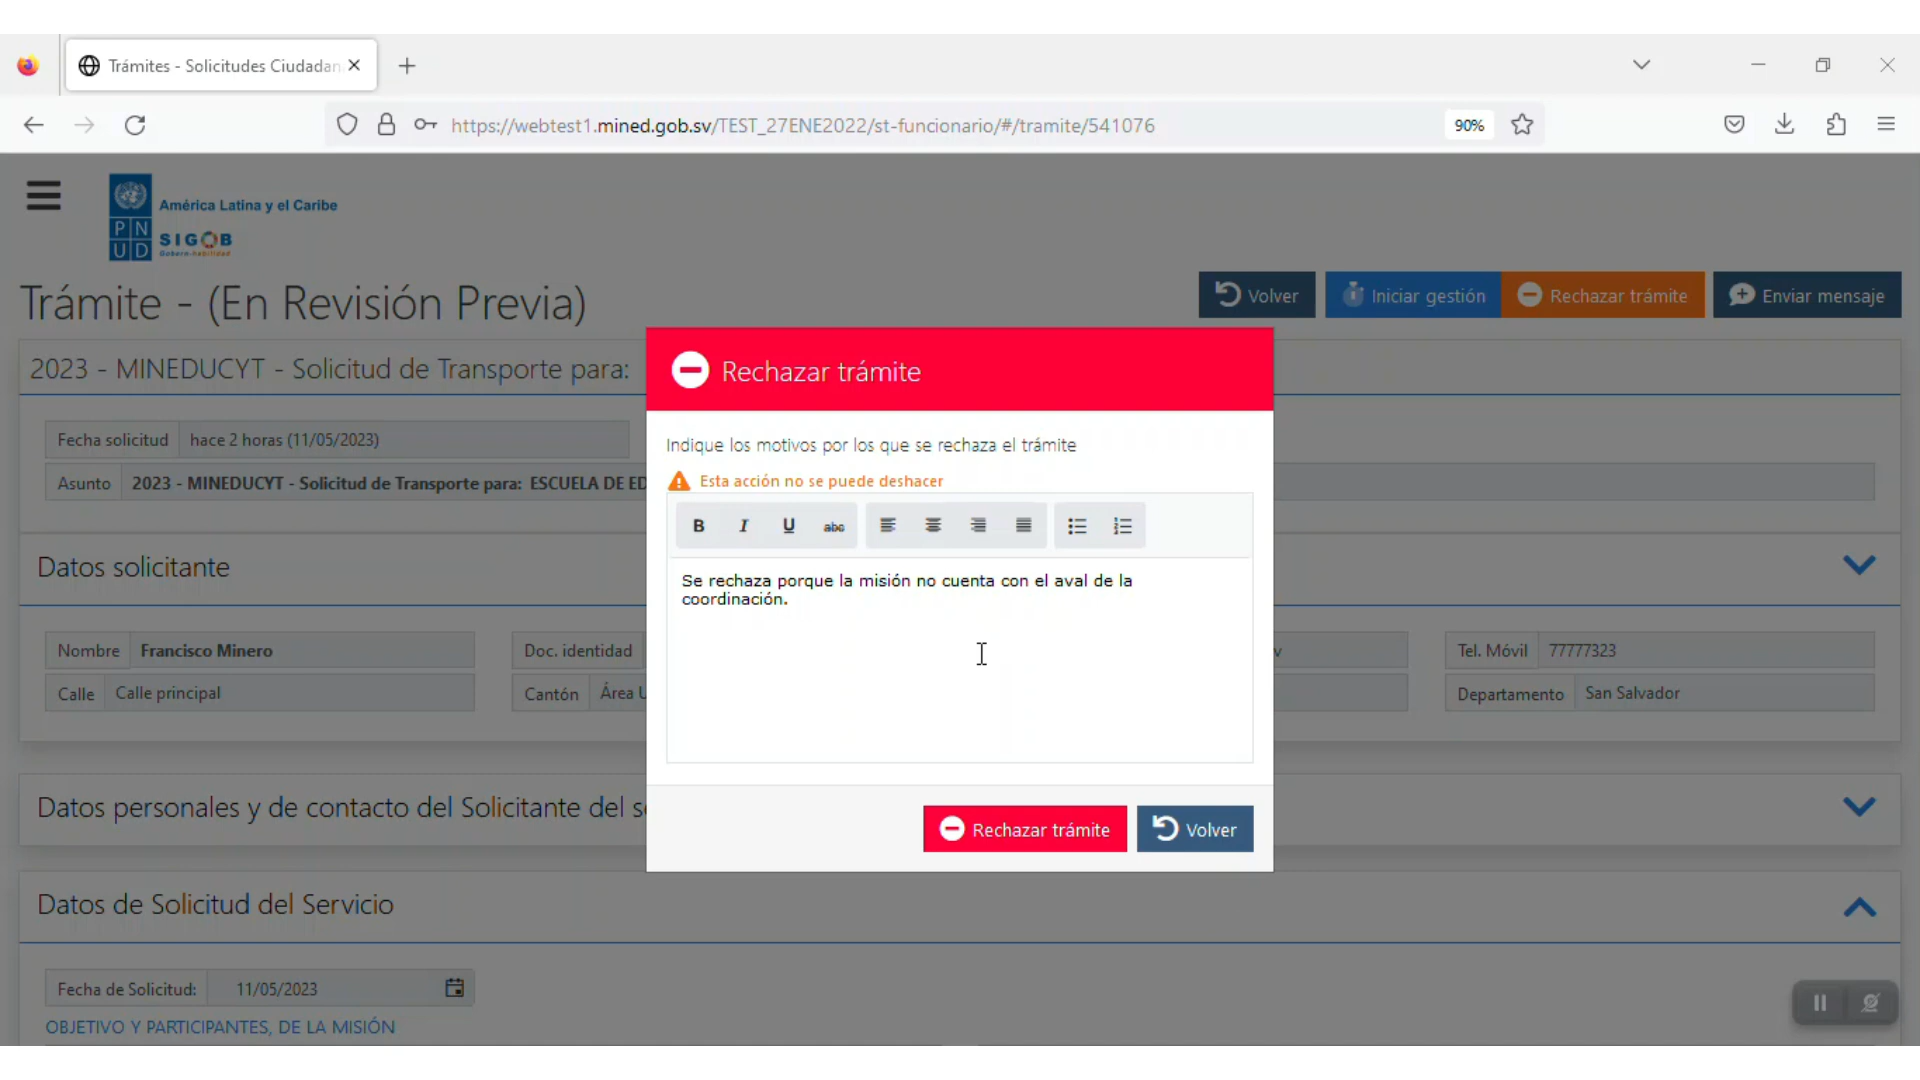 Trámites - Solicitudes Ciudadan
https://webtest1.mined.gob.sv/TEST_27ENE2022/st-funcionario/#/tramite/541076
90%
PNUD
América Latina y el Caribe
SIGOB
Trámite - (En Revisión Previa)
Volver
Iniciar gestión
Rechazar trámite
Enviar mensaje
2023 - MINEDUCYT - Solicitud de Transporte para:
Fecha solicitud hace 2 horas (11/05/2023)
Asunto 2023 - MINEDUCYT - Solicitud de Transporte para: ESCUELA DE ED
Rechazar trámite
Indique los motivos por los que se rechaza el trámite
Esta acción no se puede deshacer
B I U abc
Se rechaza porque la misión no cuenta con el aval de la
coordinación.
Rechazar trámite
Volver
Datos solicitante
Nombre Francisco Minero
Doc. identidad
v
Tel. Móvil 77777323
Calle Calle principal
Cantón Área U
Departamento San Salvador
Datos personales y de contacto del Solicitante del s
Datos de Solicitud del Servicio
Fecha de Solicitud: 11/05/2023
OBJETIVO Y PARTICIPANTES, DE LA MISIÓN